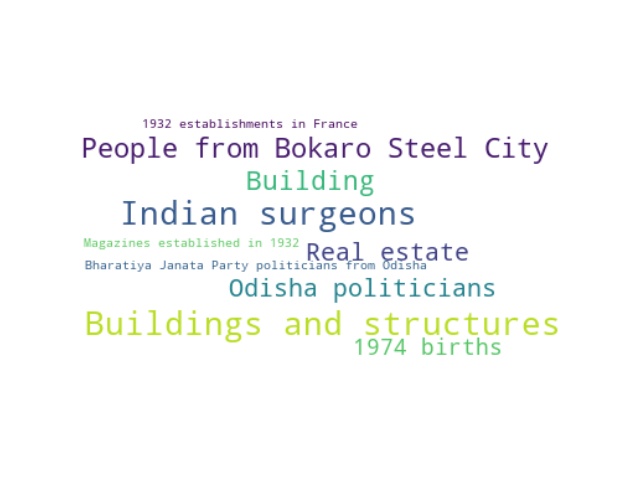 1932 establishments in France
People from Bokaro Steel City
Building
Indian surgeons
Magazines established in 1932
Real estate
Bharatiya Janata Party politicians from Odisha
Odisha politicians
Buildings and structures
1974 births